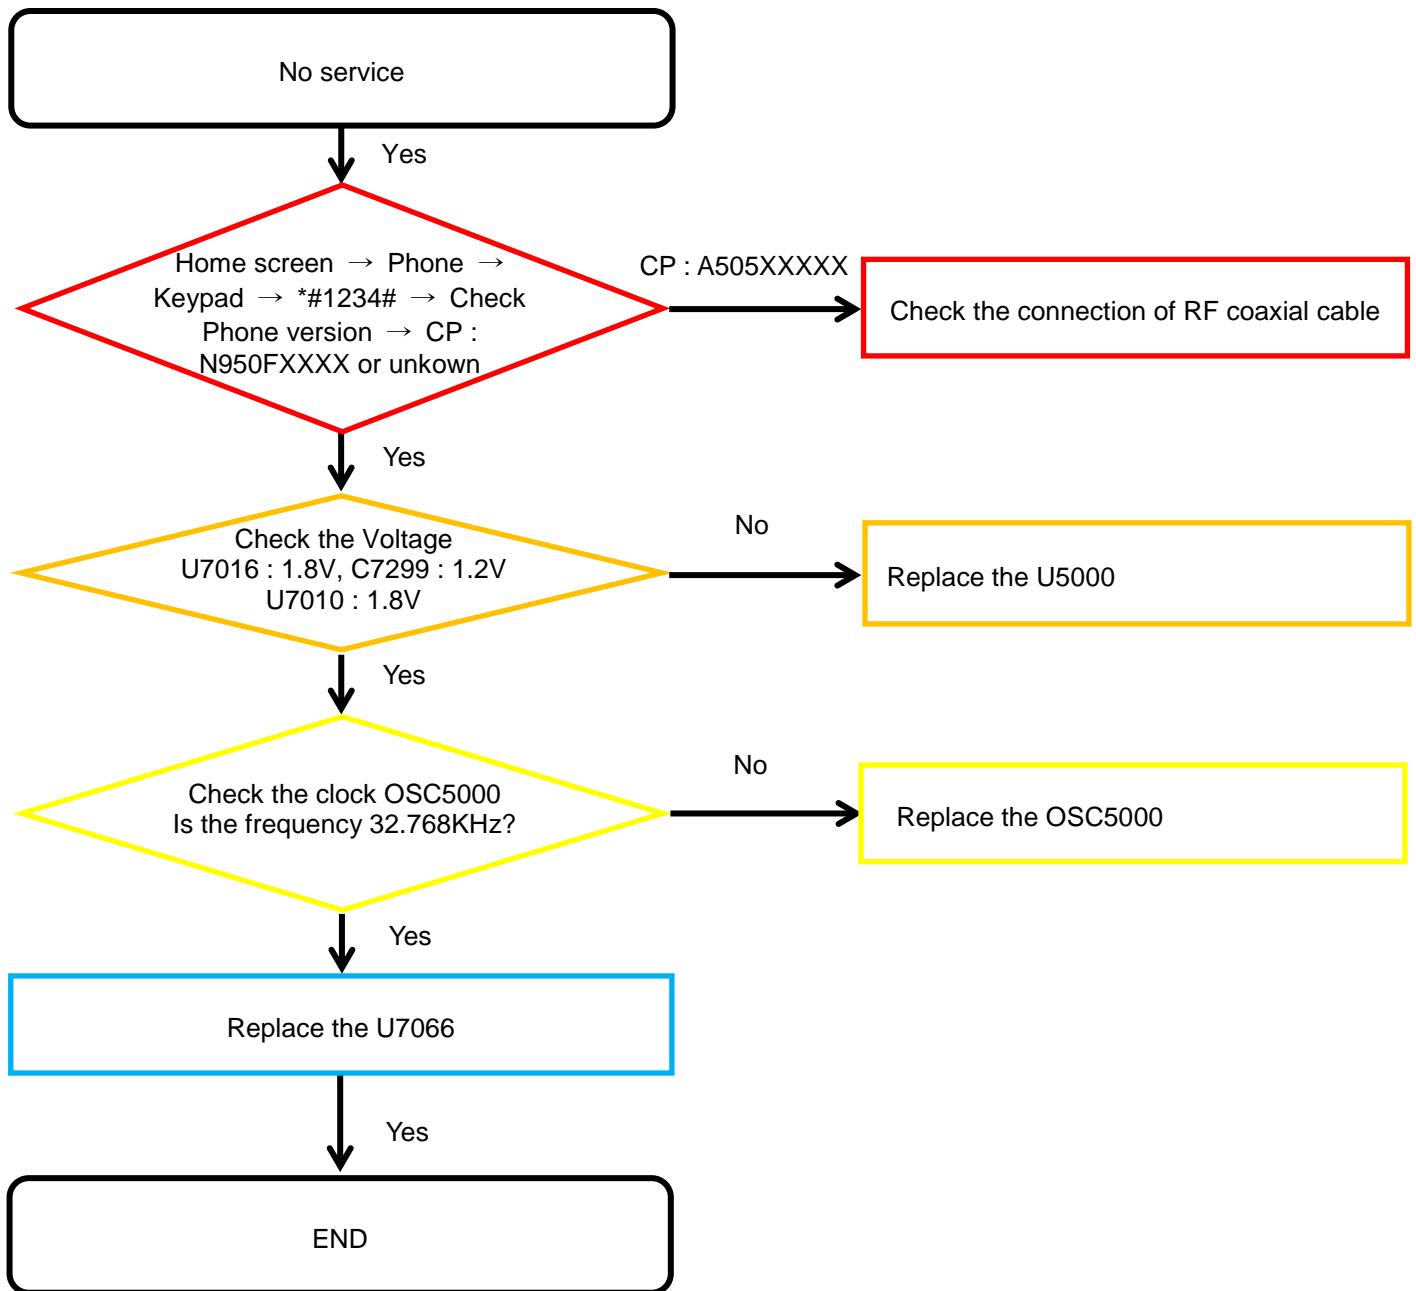 No service
Yes
Home screen → Phone →
Keypad → *#1234# → Check
Phone version → CP :
N950FXXXX or unkown
CP : A505XXXXX
Check the connection of RF coaxial cable
Yes
Check the Voltage
U7016 : 1.8V, C7299 : 1.2V
U7010 : 1.8V
No
Replace the U5000
Yes
Check the clock OSC5000
Is the frequency 32.768KHz?
No
Replace the OSC5000
Yes
Replace the U7066
Yes
END